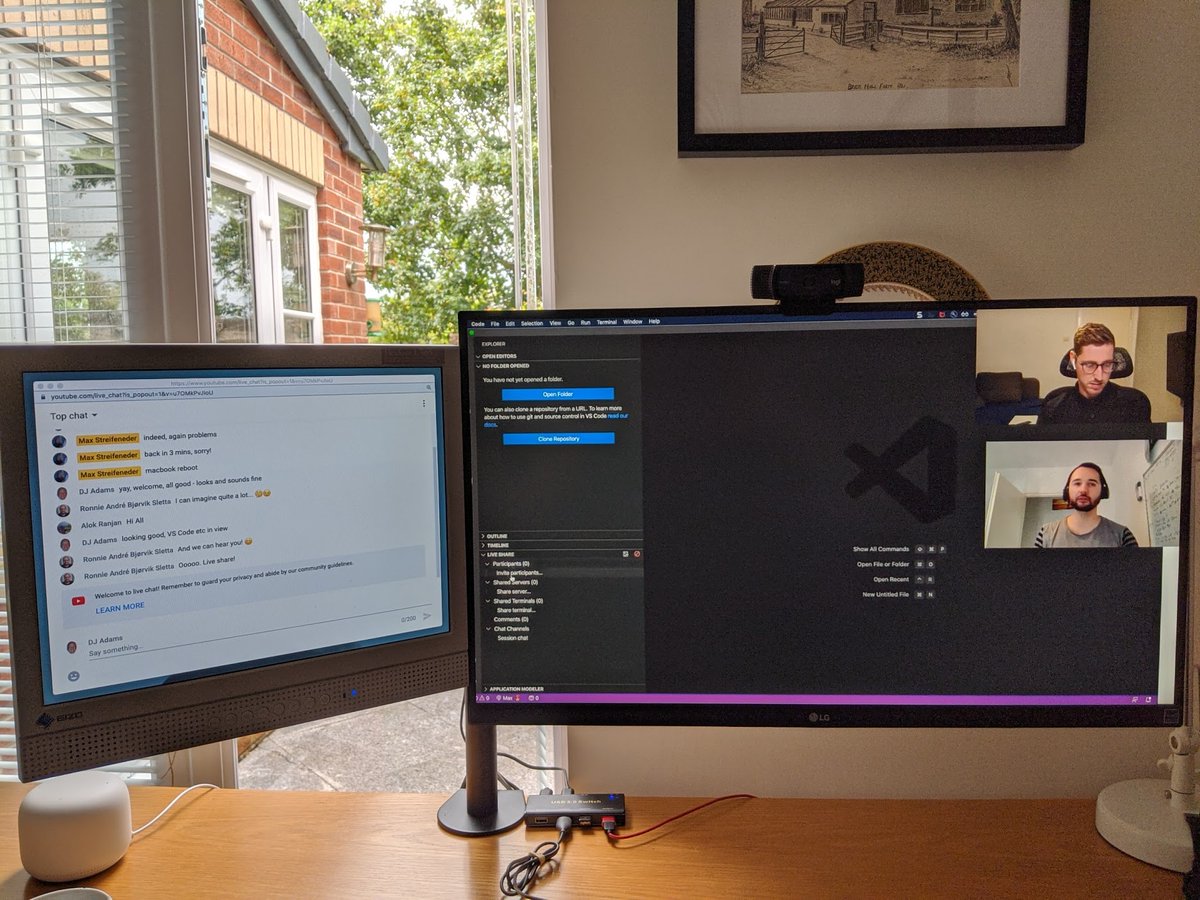 https://www.youtube.com/live_chat?is_popout=1&v=u7OMkPvJioU
youtube.com/live_chat?is_popout=1&v=u7OMkPvJioU
Top chat
Max Streifeneder indeed, again problems
Max Streifeneder back in 3 mins, sorry!
Max Streifeneder macbook reboot
DJ Adams yay, welcome, all good - looks and sounds fine
Ronnie André Bjørvik Sletta I can imagine quite a lot...
Alok Ranjan Hi All
DJ Adams looking good, VS Code etc in view
Ronnie André Bjørvik Sletta And we can hear you!
Ronnie André Bjørvik Sletta Ooooo. Live share!
Welcome to live chat! Remember to guard your privacy and abide by our community guidelines.
LEARN MORE
DJ Adams
Say something...
0/200
EIZO
logi
Code File Edit Selection View Go Run Terminal Window Help
EXPLORER
OPEN EDITORS
NO FOLDER OPENED
You have not yet opened a folder.
Open Folder
You can also clone a repository from a URL. To learn more
about how to use git and source control in VS Code read our
docs.
Clone Repository
OUTLINE
TIMELINE
LIVE SHARE
Participants (0)
Invite participants...
Shared Servers (0)
Share server...
Shared Terminals (0)
Share terminal...
Comments (0)
Chat Channels
Session chat
APPLICATION MODELER
0 Max 0
Show All Commands ⇧ ⌘ P
Open File or Folder ⌘ O
Open Recent ⌃ R
New Untitled File ⌘ N
LG
USB 3.0 Switch